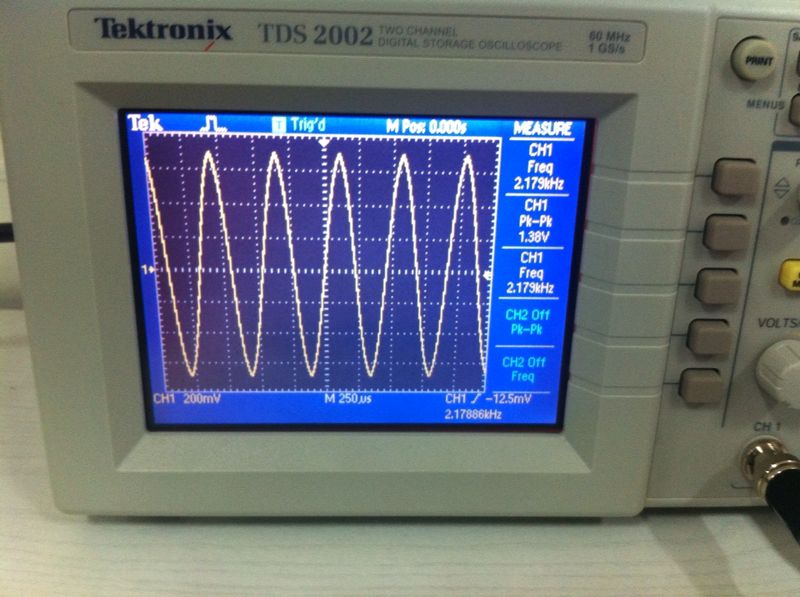 Tektronix TDS 2002 TWO CHANNEL
DIGITAL STORAGE OSCILLOSCOPE
60 MHz
1 GS/s
PRINT
MENUS
Tek T Trig'd M Pos: 0.000s MEASURE
CH1
Freq
2.179kHz
CH1
Pk-Pk
1.38V
1
CH1
Freq
2.179kHz
CH2 Off
Pk-Pk
CH2 Off
Freq
CH1 200mV M 250µs CH1 -12.5mV
2.17886kHz
VOLTS
CH 1